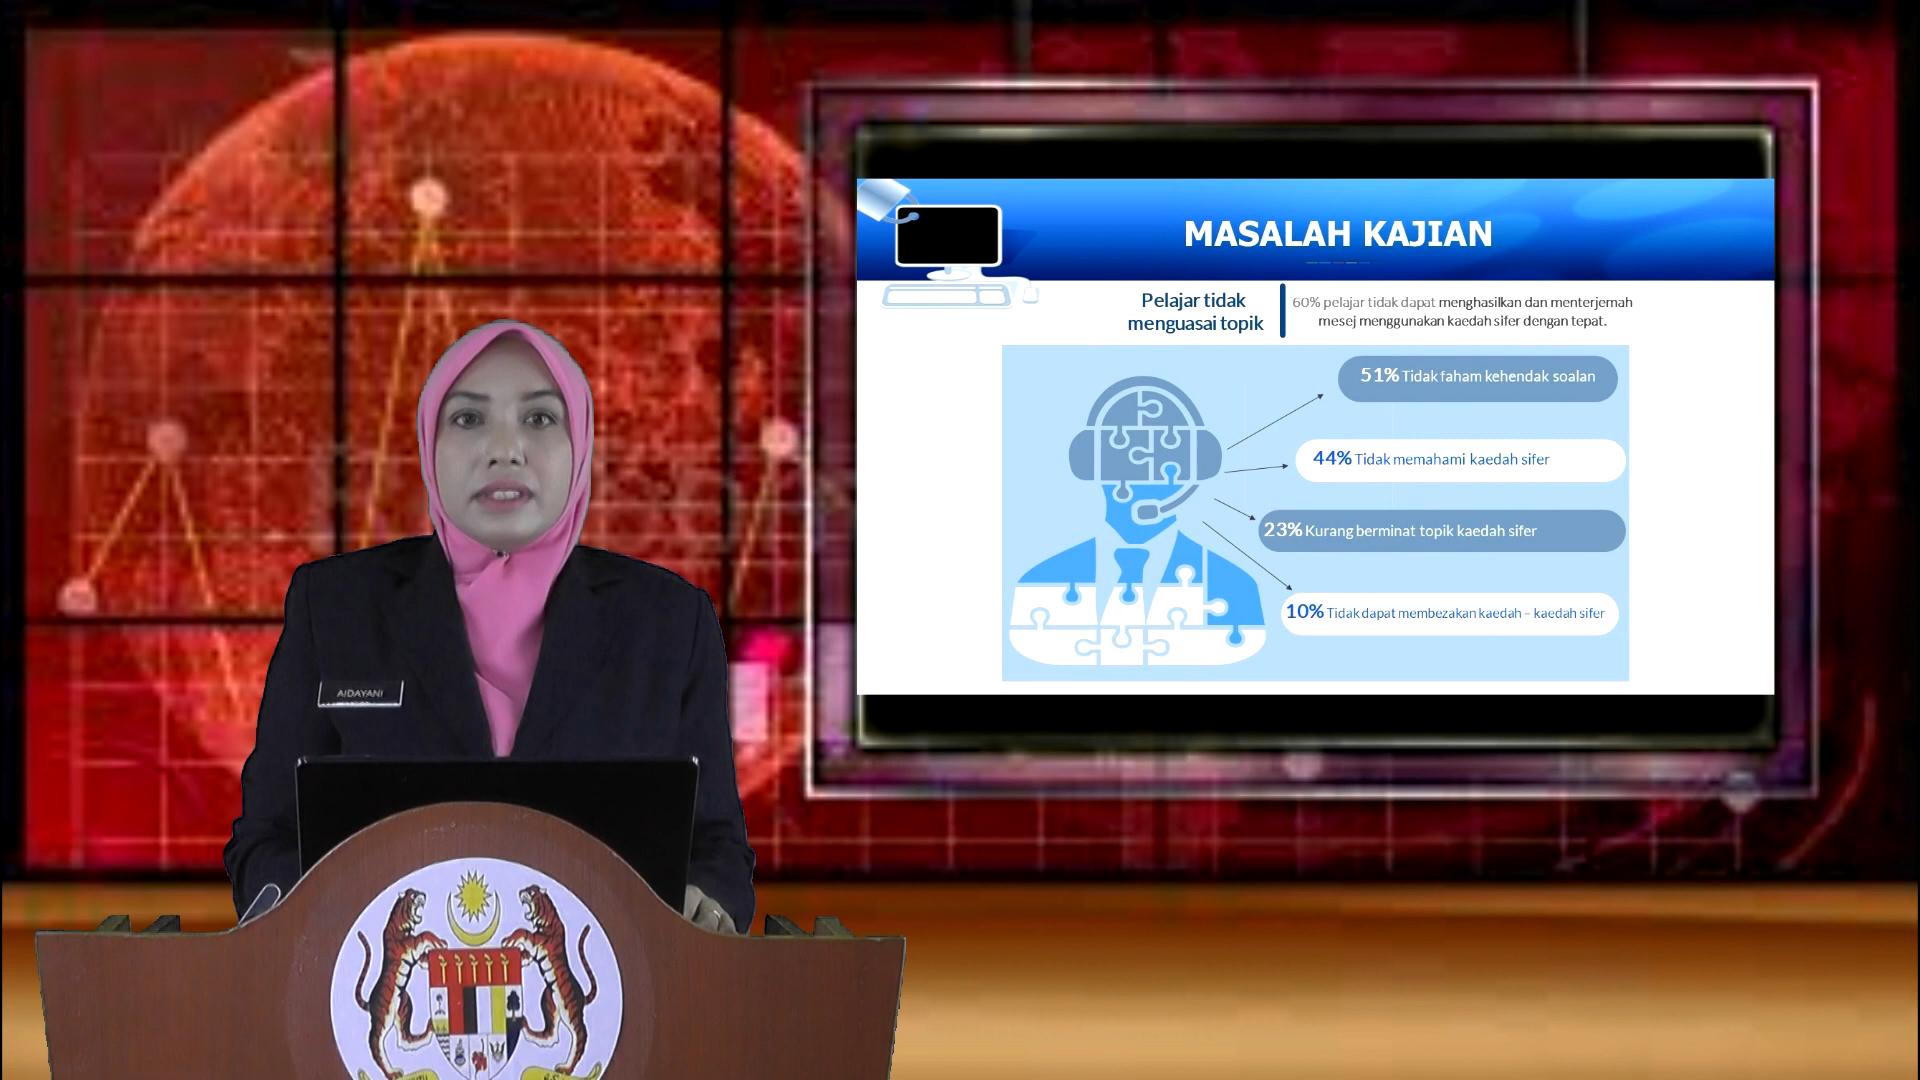 MASALAH KAJIAN
Pelajar tidak
menguasai topik
60% pelajar tidak dapat menghasilkan dan menterjemah
mesej menggunakan kaedah sifer dengan tepat.
51% Tidak faham kehendak soalan
44% Tidak memahami kaedah sifer
23% Kurang berminat topik kaedah sifer
10% Tidak dapat membezakan kaedah – kaedah sifer
AIDAYANI